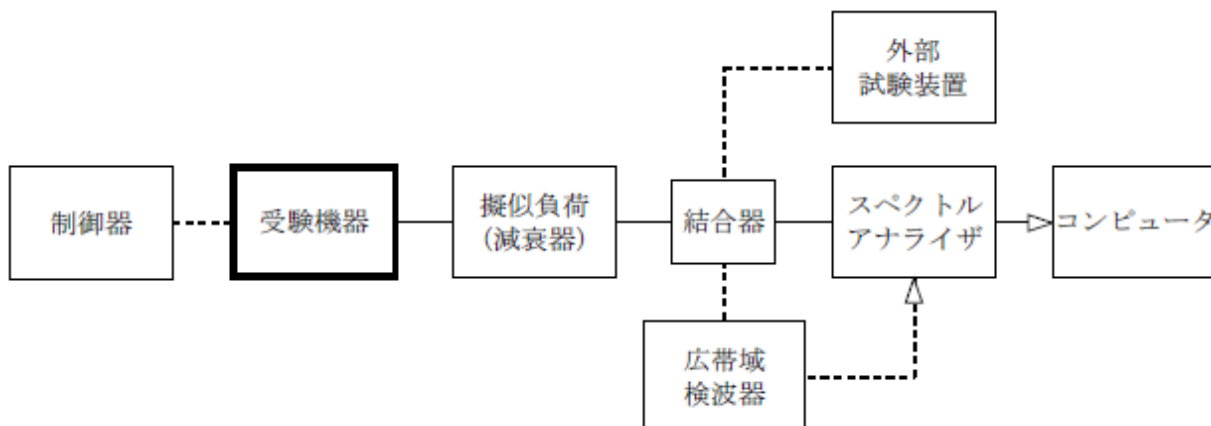 外部
試験装置
制御器
受験機器
擬似負荷
(減衰器)
結合器
スペクトル
アナライザ
コンピュータ
広帯域
検波器